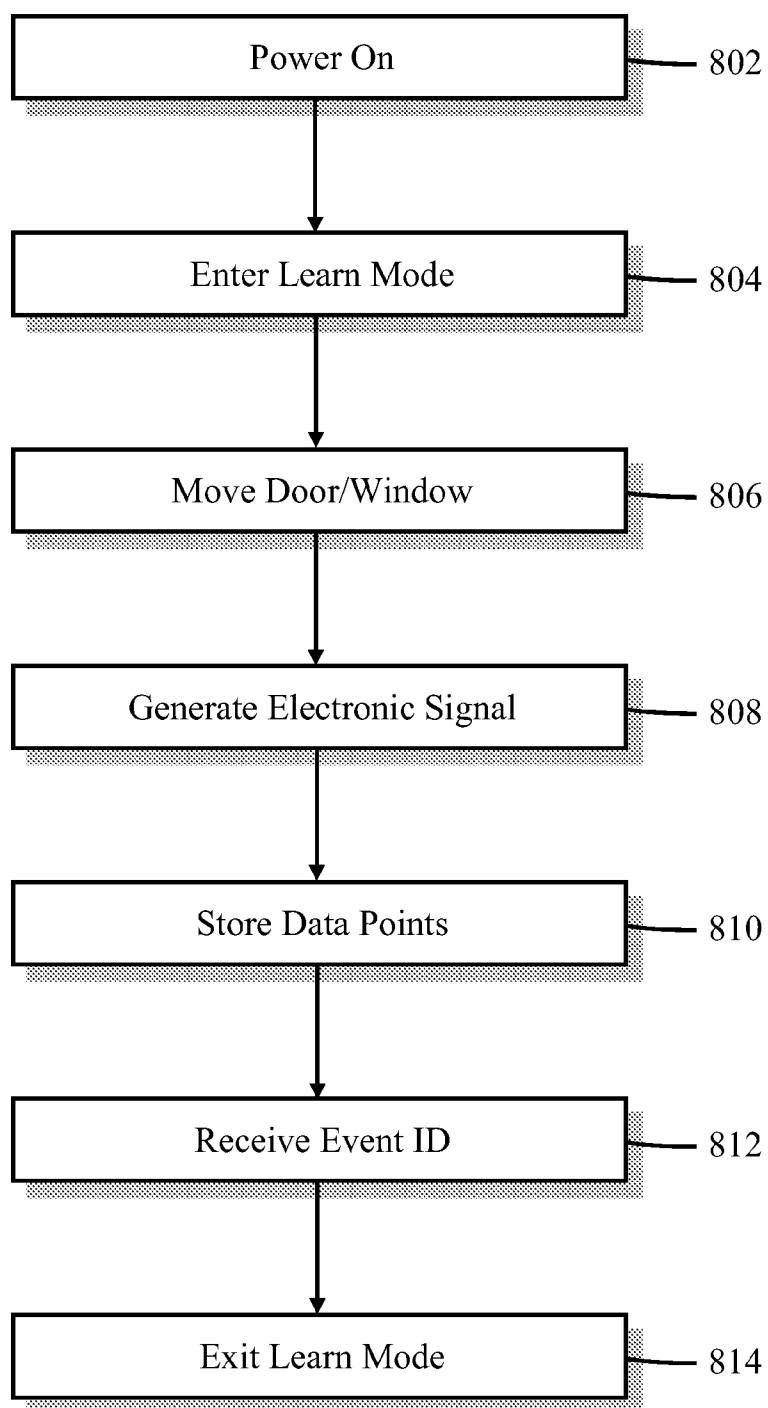 Power On
802
Enter Learn Mode
804
Move Door/Window
806
Generate Electronic Signal
808
Store Data Points
810
Receive Event ID
812
Exit Learn Mode
814